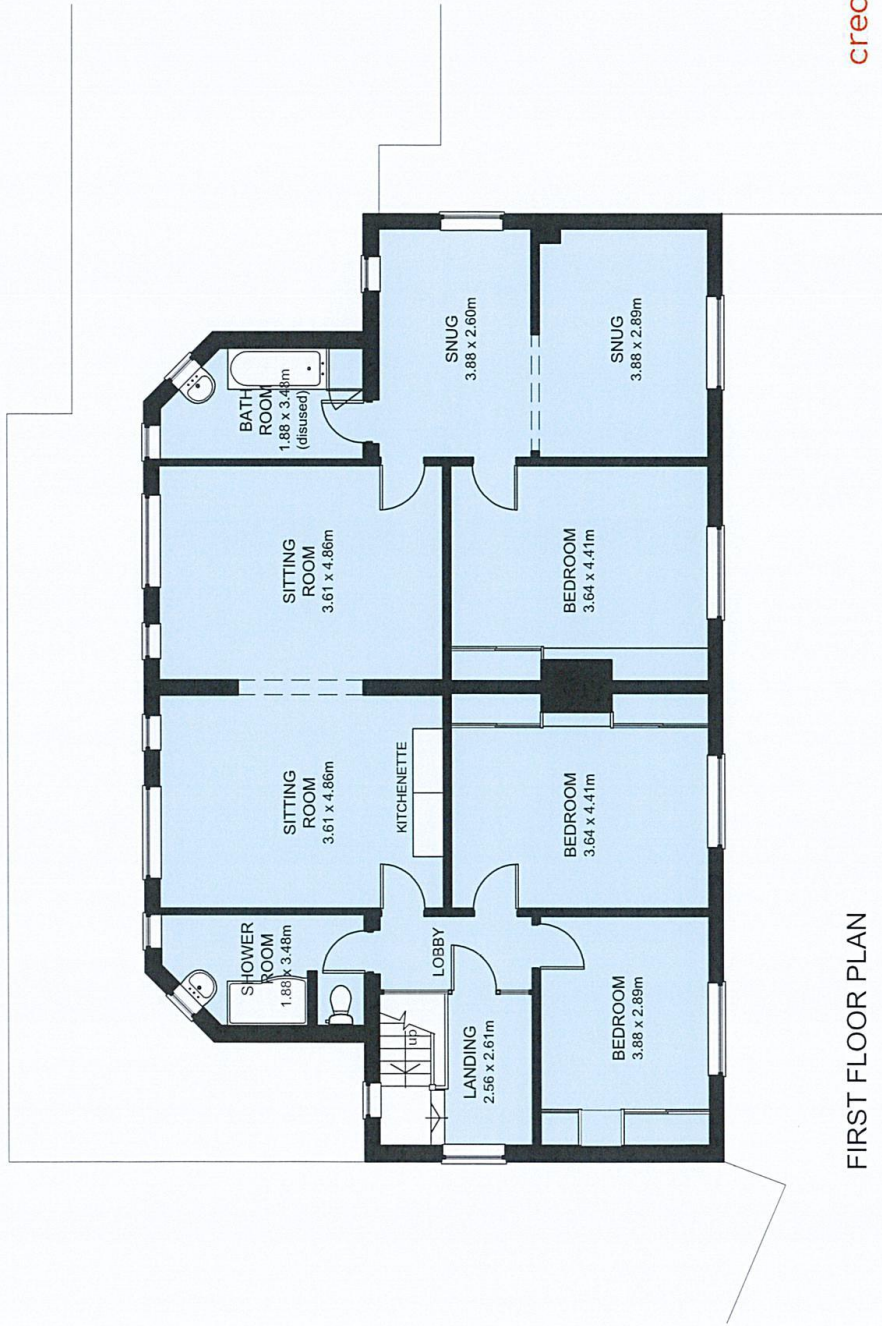 SHOWER
ROOM
1.88 x 3.48m
SITTING
ROOM
3.61 x 4.86m
SITTING
ROOM
3.61 x 4.86m
BATH
ROOM
1.88 x 3.48m
(disused)
KITCHENETTE
up
LOBBY
LANDING
2.56 x 2.61m
SNUG
3.88 x 2.60m
BEDROOM
3.88 x 2.89m
BEDROOM
3.64 x 4.41m
BEDROOM
3.64 x 4.41m
SNUG
3.88 x 2.89m
FIRST FLOOR PLAN